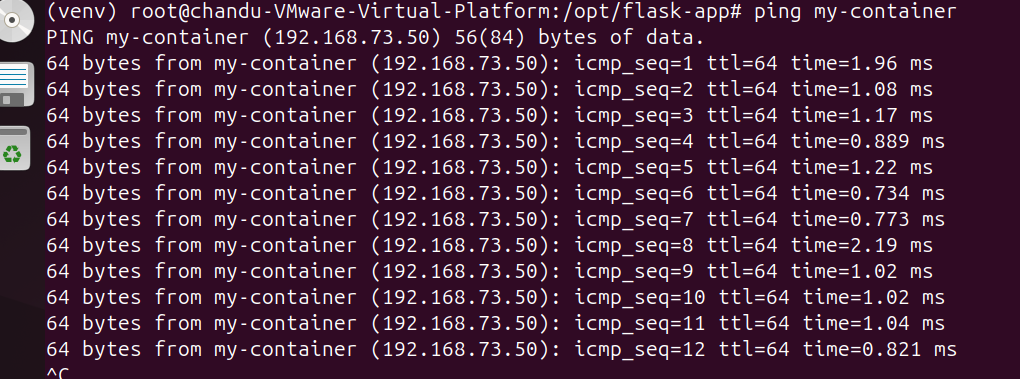 (venv) root@chandu-VMware-Virtual-Platform:/opt/flask-app# ping my-container
PING my-container (192.168.73.50) 56(84) bytes of data.
64 bytes from my-container (192.168.73.50): icmp_seq=1 ttl=64 time=1.96 ms
64 bytes from my-container (192.168.73.50): icmp_seq=2 ttl=64 time=1.08 ms
64 bytes from my-container (192.168.73.50): icmp_seq=3 ttl=64 time=1.17 ms
64 bytes from my-container (192.168.73.50): icmp_seq=4 ttl=64 time=0.889 ms
64 bytes from my-container (192.168.73.50): icmp_seq=5 ttl=64 time=1.22 ms
64 bytes from my-container (192.168.73.50): icmp_seq=6 ttl=64 time=0.734 ms
64 bytes from my-container (192.168.73.50): icmp_seq=7 ttl=64 time=0.773 ms
64 bytes from my-container (192.168.73.50): icmp_seq=8 ttl=64 time=2.19 ms
64 bytes from my-container (192.168.73.50): icmp_seq=9 ttl=64 time=1.02 ms
64 bytes from my-container (192.168.73.50): icmp_seq=10 ttl=64 time=1.02 ms
64 bytes from my-container (192.168.73.50): icmp_seq=11 ttl=64 time=1.04 ms
64 bytes from my-container (192.168.73.50): icmp_seq=12 ttl=64 time=0.821 ms
^C